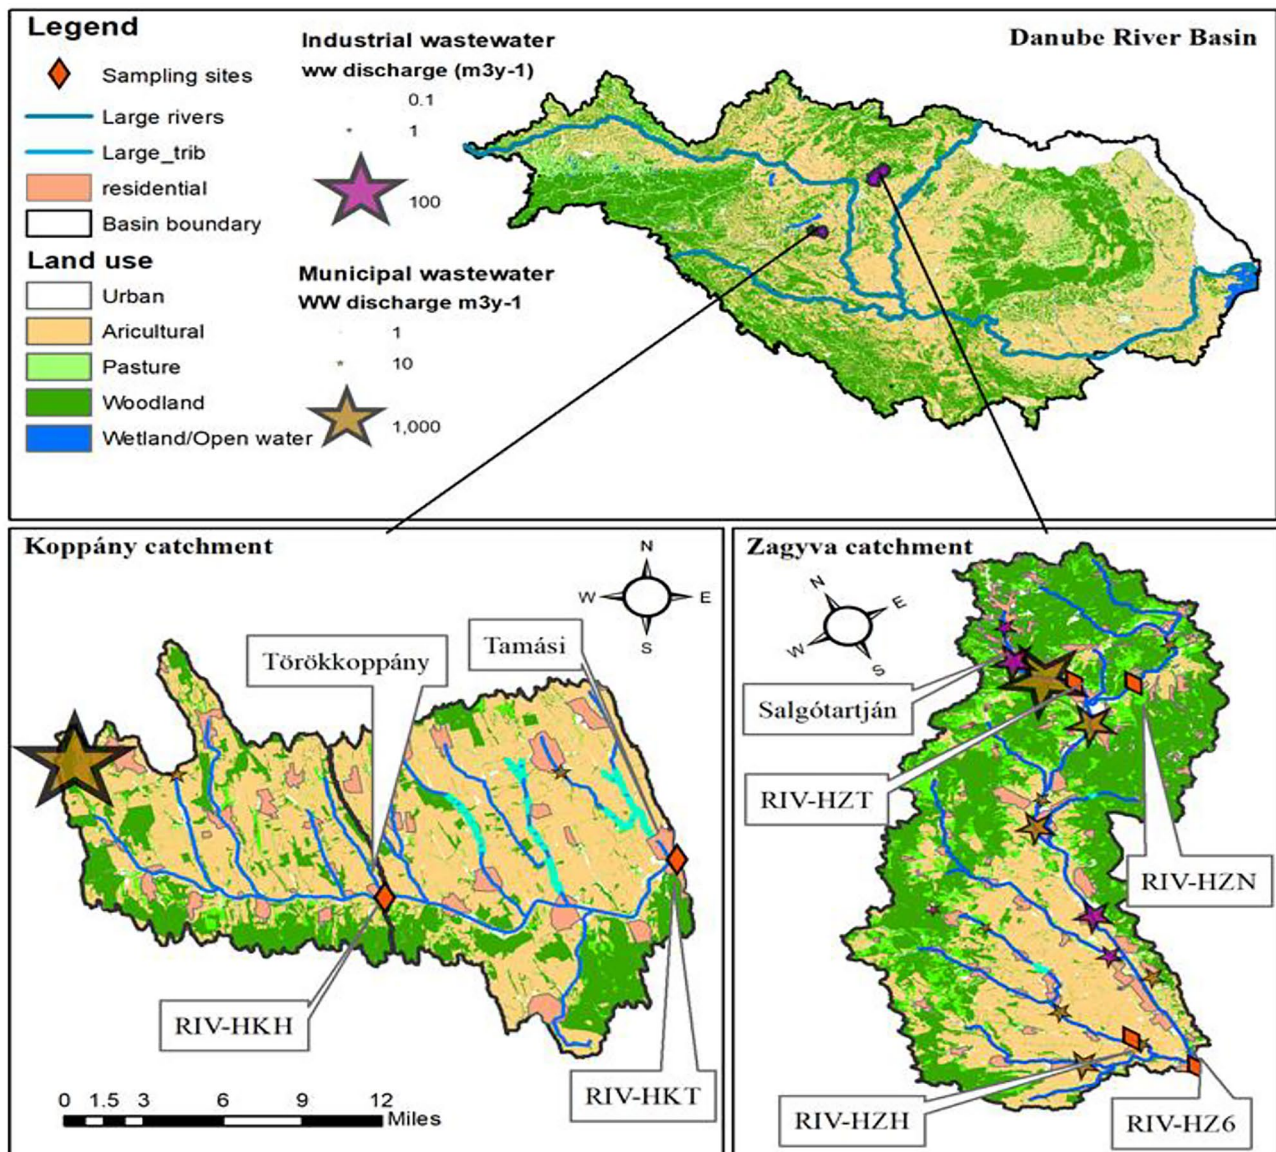 Legend
Sampling sites
Large rivers
Large_trib
residential
Basin boundary
Land use
Urban
Aricultural
Pasture
Woodland
Wetland/Open water
Industrial wastewater
ww discharge (m3y-1)
0.1
1
100
Municipal wastewater
WW discharge m3y-1
1
10
1,000
Danube River Basin
Koppány catchment
N
W
E
S
Törökkoppány
Tamási
RIV-HKH
RIV-HKT
0 1.5 3 6 9 12
Miles
Zagyva catchment
N
E
W
S
Salgótartján
RIV-HZT
RIV-HZN
RIV-HZH
RIV-HZ6